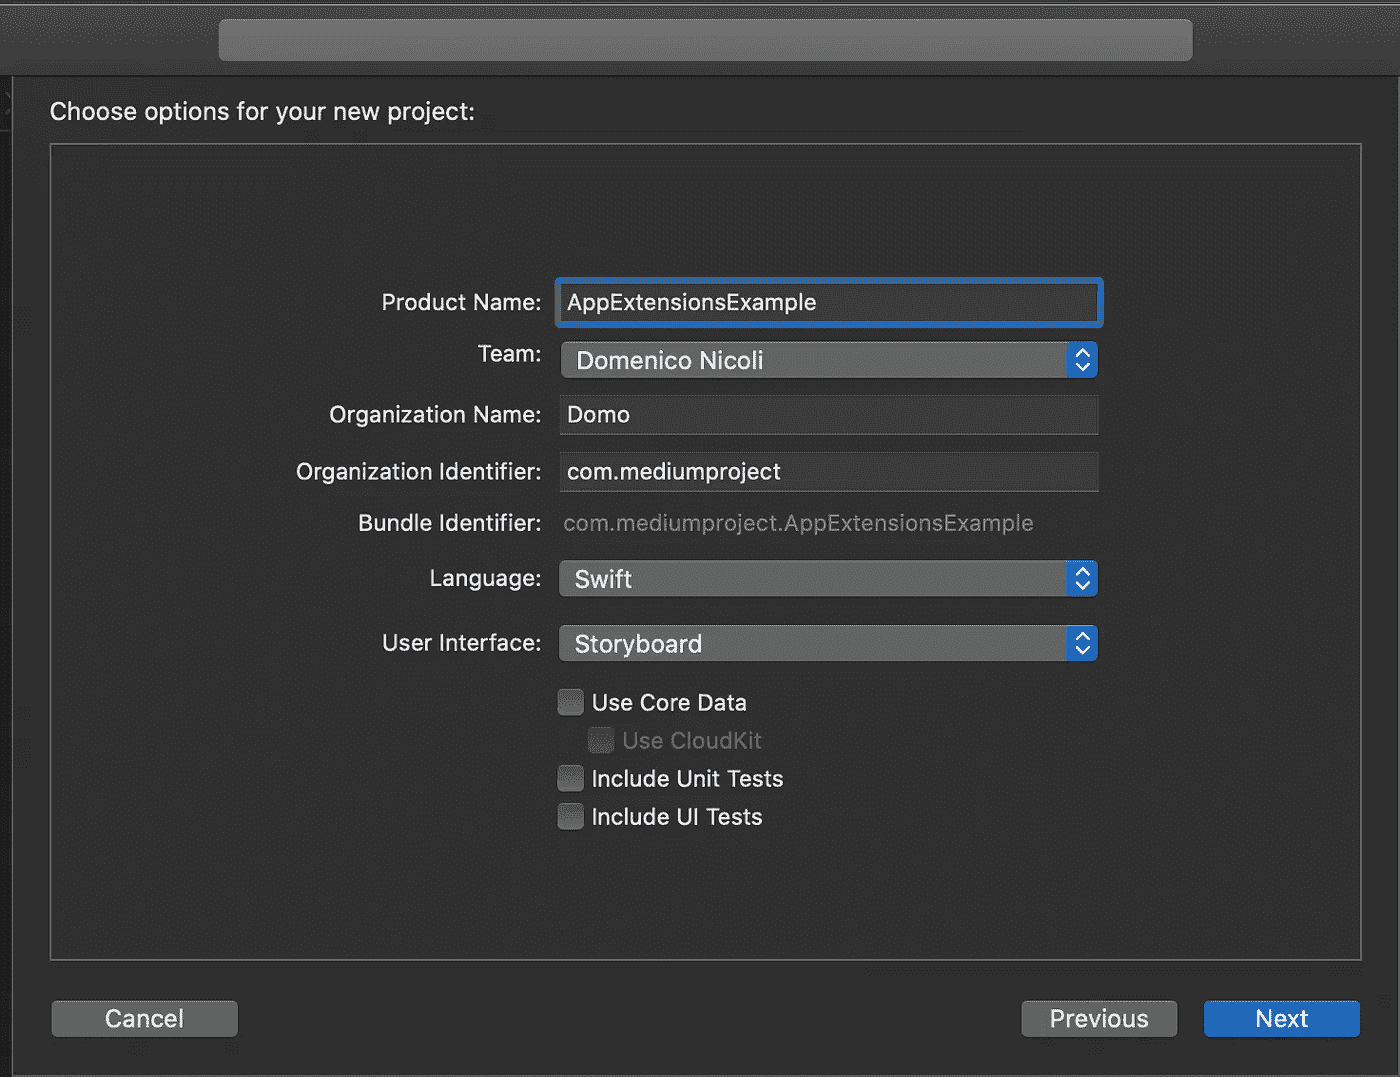 Choose options for your new project:
Product Name: AppExtensionsExample
Team: Domenico Nicoli
Organization Name: Domo
Organization Identifier: com.mediumproject
Bundle Identifier: com.mediumproject.AppExtensionsExample
Language: Swift
User Interface: Storyboard
Use Core Data
Use CloudKit
Include Unit Tests
Include UI Tests
Cancel Previous Next